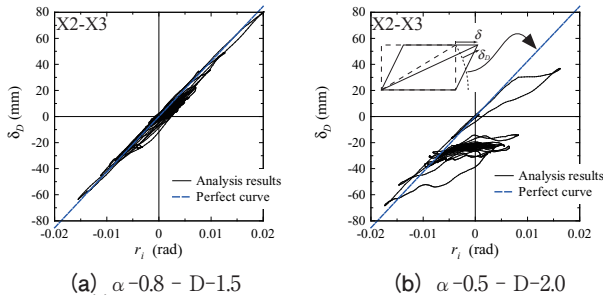 X2-X3
80
60
40
20
0
-20
-40
-60
-80
δD (mm)
-0.02 -0.01 0 0.01 0.02
ri (rad)
Analysis results
Perfect curve
(a) α-0.8 - D-1.5
X2-X3
δ
δD
80
60
40
20
0
-20
-40
-60
-80
δD (mm)
-0.02 -0.01 0 0.01 0.02
ri (rad)
Analysis results
Perfect curve
(b) α-0.5 - D-2.0